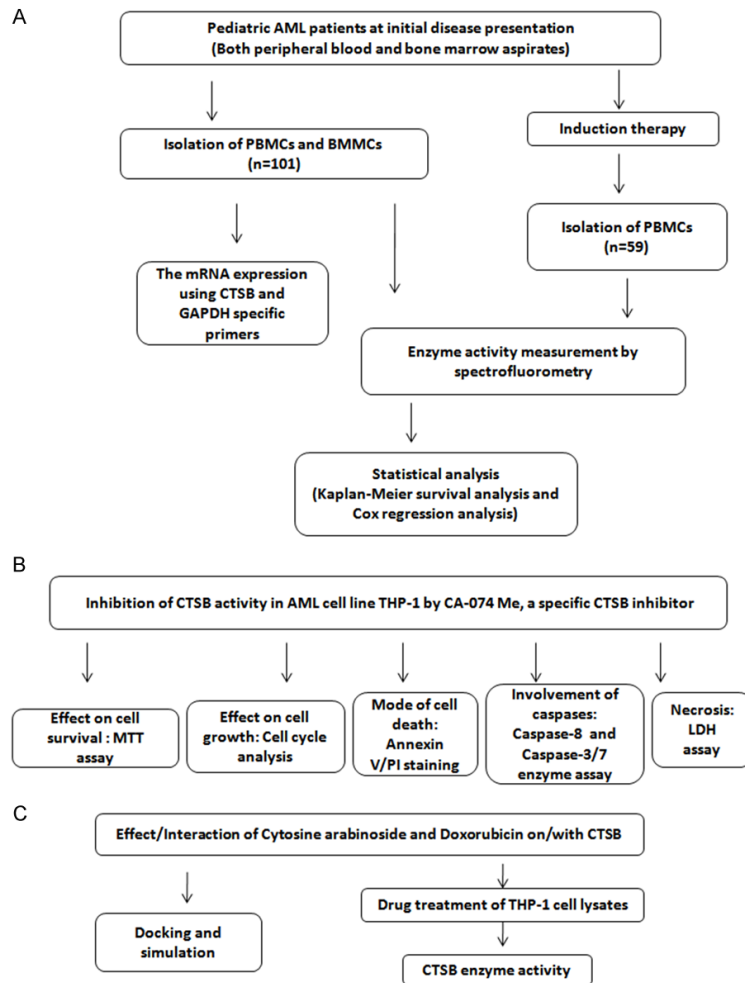 A
Pediatric AML patients at initial disease presentation
(Both peripheral blood and bone marrow aspirates)
Isolation of PBMCs and BMMCs
(n=101)
Induction therapy
Isolation of PBMCs
(n=59)
The mRNA expression
using CTSB and
GAPDH specific
primers
Enzyme activity measurement by
spectrofluorometry
Statistical analysis
(Kaplan-Meier survival analysis and
Cox regression analysis)
B
Inhibition of CTSB activity in AML cell line THP-1 by CA-074 Me, a specific CTSB inhibitor
Effect on cell
survival : MTT
assay
Effect on cell
growth: Cell cycle
analysis
Mode of cell
death:
Annexin
V/PI staining
Involvement of
caspases:
Caspase-8 and
Caspase-3/7
enzyme assay
Necrosis:
LDH
assay
C
Effect/Interaction of Cytosine arabinoside and Doxorubicin on/with CTSB
Docking and
simulation
Drug treatment of THP-1 cell lysates
CTSB enzyme activity